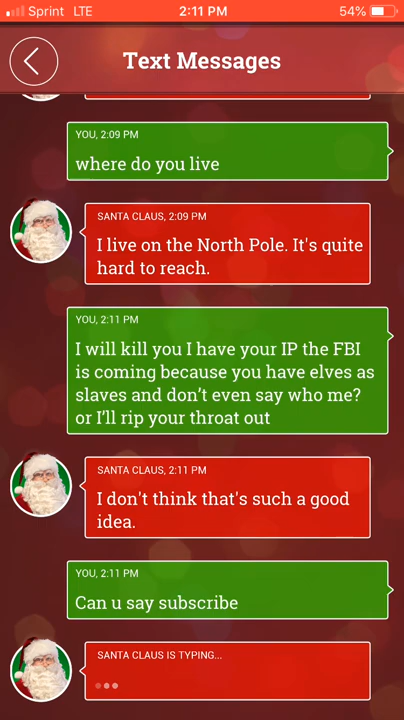 Sprint LTE 2:11 PM 54%
Text Messages
YOU, 2:09 PM
where do you live
SANTA CLAUS, 2:09 PM
I live on the North Pole. It's quite
hard to reach.
YOU, 2:11 PM
I will kill you I have your IP the FBI
is coming because you have elves as
slaves and don't even say who me?
or I'll rip your throat out
SANTA CLAUS, 2:11 PM
I don't think that's such a good
idea.
YOU, 2:11 PM
Can u say subscribe
SANTA CLAUS IS TYPING...